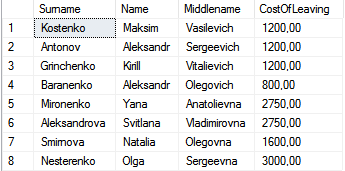 Surname Name Middlename CostOfLeaving
1 Kostenko Maksim Vasilevich 1200,00
2 Antonov Aleksandr Sergeevich 1200,00
3 Grinchenko Kirill Vitalievich 1200,00
4 Baranenko Aleksandr Olegovich 800,00
5 Mironenko Yana Anatolievna 2750,00
6 Aleksandrova Svitlana Vladimirovna 2750,00
7 Smirnova Natalia Olegovna 1600,00
8 Nesterenko Olga Sergeevna 3000,00